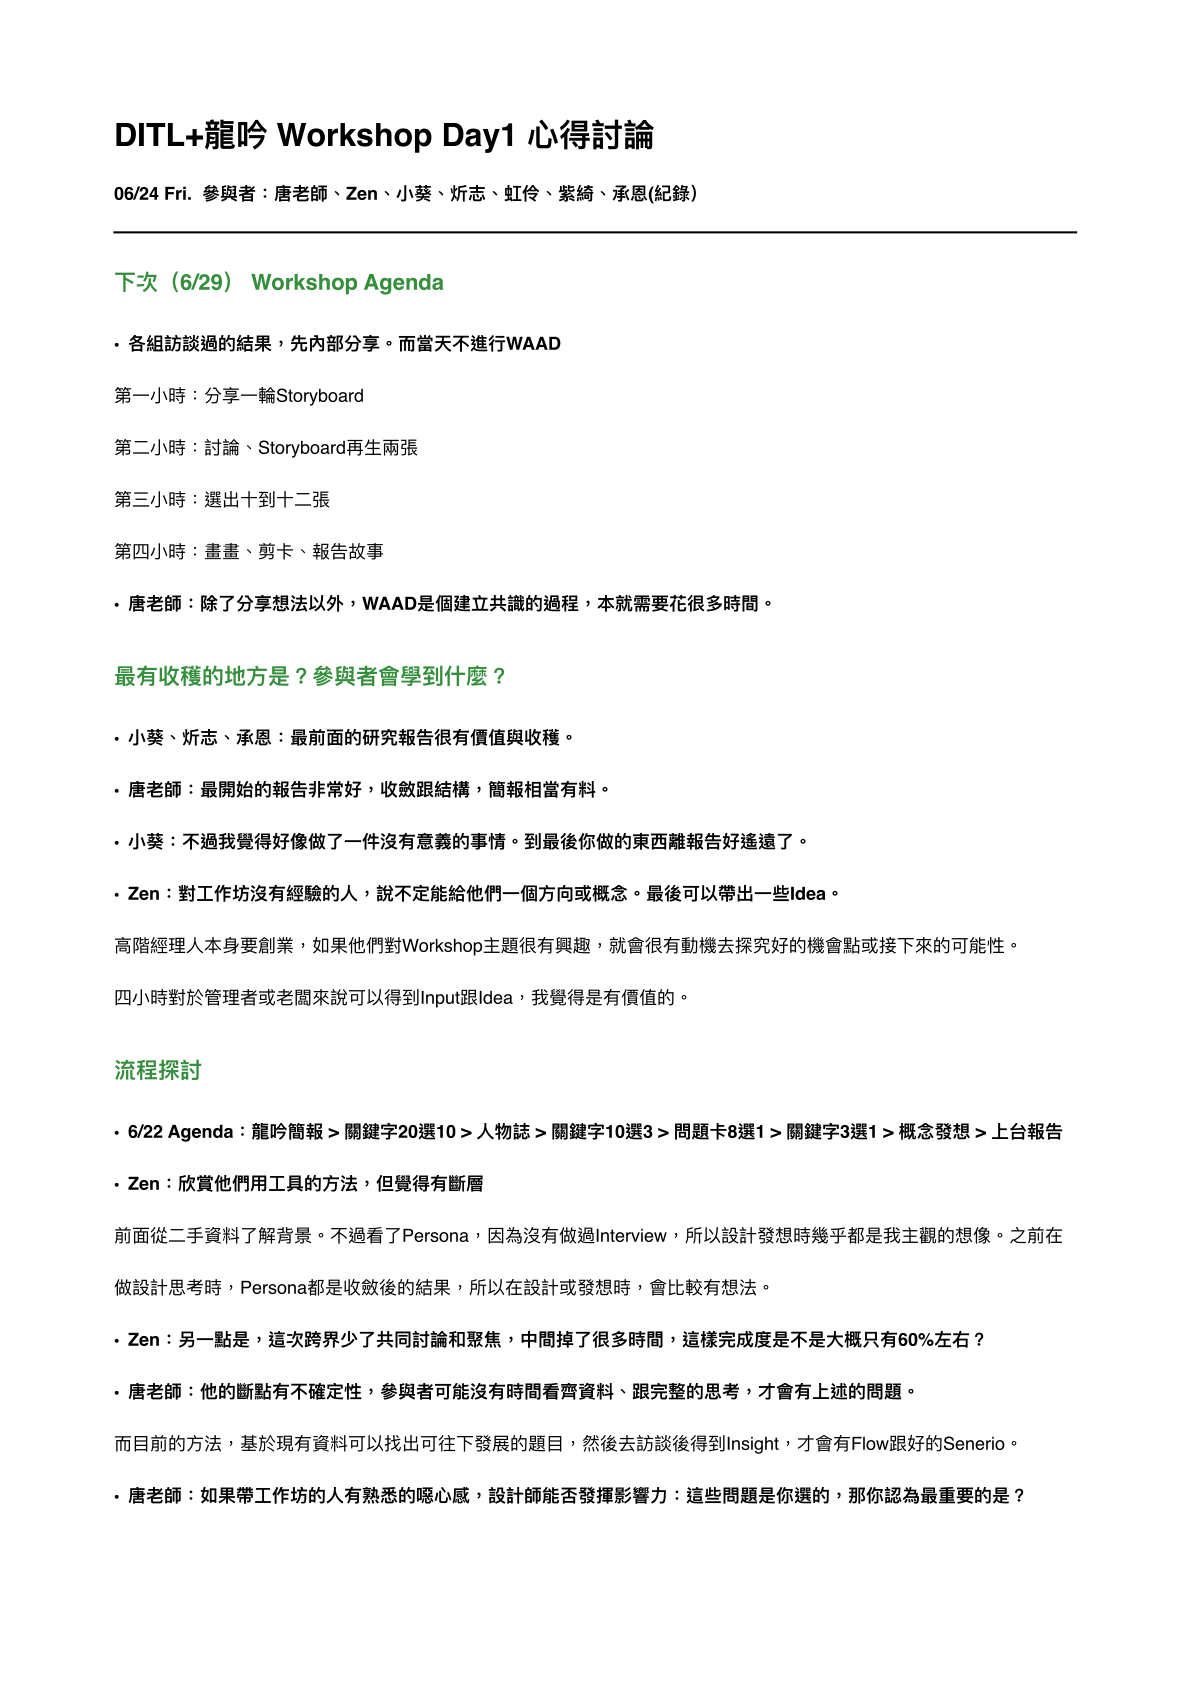 DITL+龍吟 Workshop Day1 心得討論
06/24 Fri. 參與者：唐老師、Zen、小葵、炘志、虹伶、紫綺、承恩(紀錄）
下次（6/29） Workshop Agenda
• 各組訪談過的結果，先內部分享。而當天不進行WAAD
第一小時：分享一輪Storyboard
第二小時：討論、Storyboard再生兩張
第三小時：選出十到十二張
第四小時：畫畫、剪卡、報告故事
• 唐老師：除了分享想法以外，WAAD是個建立共識的過程，本就需要花很多時間。
最有收穫的地方是？參與者會學到什麼？
• 小葵、炘志、承恩：最前面的研究報告很有價值與收穫。
• 唐老師：最開始的報告非常好，收斂跟結構，簡報相當有料。
• 小葵：不過我覺得好像做了一件沒有意義的事情。到最後你做的東西離報告好遙遠了。
• Zen：對工作坊沒有經驗的人，說不定能給他們一個方向或概念。最後可以帶出一些Idea。
高階經理人本身要創業，如果他們對Workshop主題很有興趣，就會很有動機去探究好的機會點或接下來的可能性。
四小時對於管理者或老闆來說可以得到Input跟Idea，我覺得是有價值的。
流程探討
• 6/22 Agenda：龍吟簡報 > 關鍵字20選10 > 人物誌 > 關鍵字10選3 > 問題卡8選1 > 關鍵字3選1 > 概念發想 > 上台報告
• Zen：欣賞他們用工具的方法，但覺得有斷層
前面從二手資料了解背景。不過看了Persona，因為沒有做過Interview，所以設計發想時幾乎都是我主觀的想像。之前在
做設計思考時，Persona都是收斂後的結果，所以在設計或發想時，會比較有想法。
• Zen：另一點是，這次跨界少了共同討論和聚焦，中間掉了很多時間，這樣完成度是不是大概只有60%左右？
• 唐老師：他的斷點有不確定性，參與者可能沒有時間看齊資料、跟完整的思考，才會有上述的問題。
而目前的方法，基於現有資料可以找出可往下發展的題目，然後去訪談後得到Insight，才會有Flow跟好的Senerio。
• 唐老師：如果帶工作坊的人有熟悉的噁心感，設計師能否發揮影響力：這些問題是你選的，那你認為最重要的是？